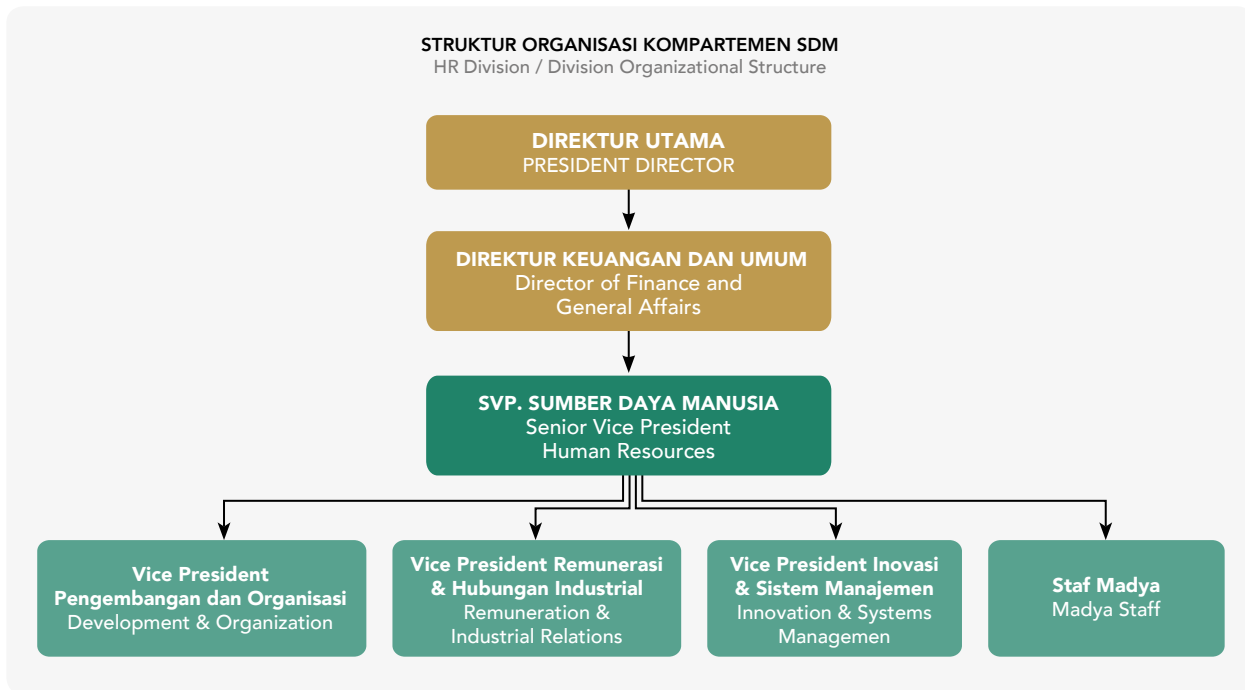 STRUKTUR ORGANISASI KOMPARTEMEN SDM
HR Division / Division Organizational Structure
DIREKTUR UTAMA
PRESIDENT DIRECTOR
DIREKTUR KEUANGAN DAN UMUM
Director of Finance and
General Affairs
SVP. SUMBER DAYA MANUSIA
Senior Vice President
Human Resources
Vice President
Pengembangan dan Organisasi
Development & Organization
Vice President Remunerasi
& Hubungan Industrial
Remuneration &
Industrial Relations
Vice President Inovasi
& Sistem Manajemen
Innovation & Systems
Managemen
Staf Madya
Madya Staff